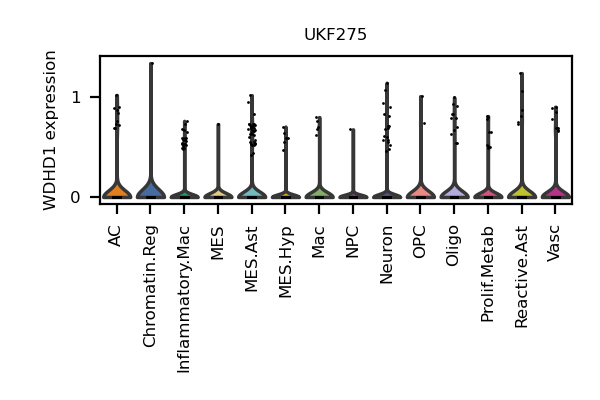 UKF275
WDHD1 expression
1
0
AC
Chromatin.Reg
Inflammatory.Mac
MES
MES.Ast
MES.Hyp
Mac
NPC
Neuron
OPC
Oligo
Prolif.Metab
Reactive.Ast
Vasc